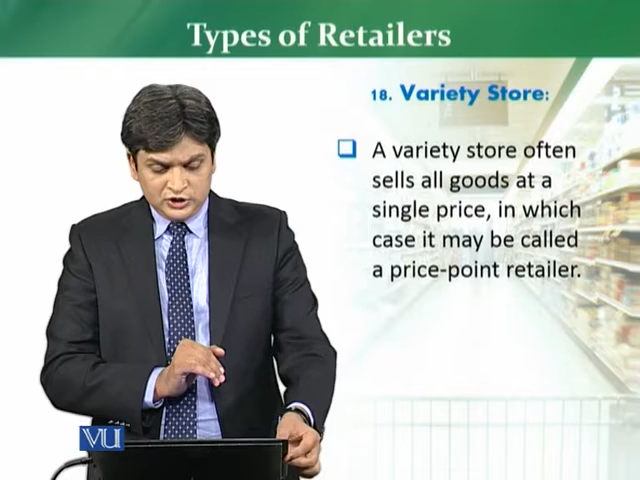 Types of Retailers
18. Variety Store:
A variety store often
sells all goods at a
single price, in which
case it may be called
a price-point retailer.
VU